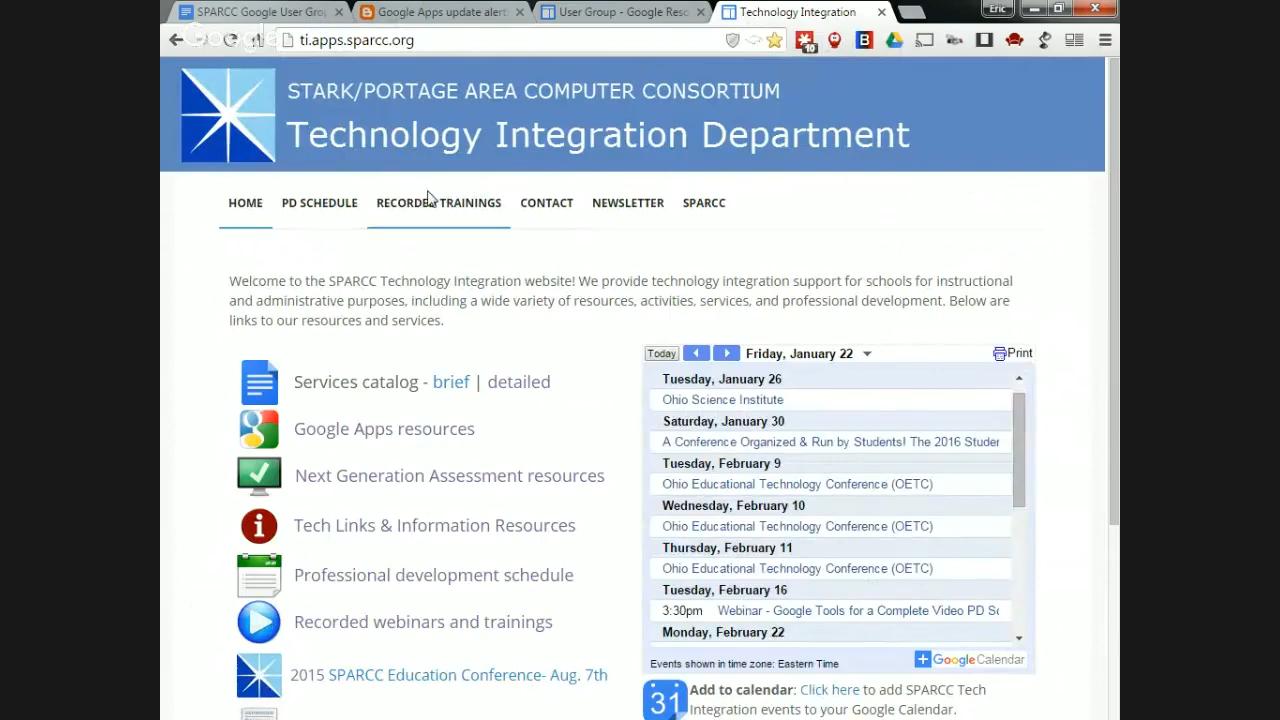 SPARCC Google User Grou
Google Apps update alert
User Group - Google Reso
Technology Integration
Eric
Google
ti.apps.sparcc.org
10
STARK/PORTAGE AREA COMPUTER CONSORTIUM
Technology Integration Department
HOME PD SCHEDULE RECORDED TRAININGS CONTACT NEWSLETTER SPARCC
Welcome to the SPARCC Technology Integration website! We provide technology integration support for schools for instructional
and administrative purposes, including a wide variety of resources, activities, services, and professional development. Below are
links to our resources and services.
Services catalog - brief | detailed
Google Apps resources
Next Generation Assessment resources
Tech Links & Information Resources
Professional development schedule
Recorded webinars and trainings
2015 SPARCC Education Conference- Aug. 7th
Today Friday, January 22 Print
Tuesday, January 26
Ohio Science Institute
Saturday, January 30
A Conference Organized & Run by Students! The 2016 Studen
Tuesday, February 9
Ohio Educational Technology Conference (OETC)
Wednesday, February 10
Ohio Educational Technology Conference (OETC)
Thursday, February 11
Ohio Educational Technology Conference (OETC)
Tuesday, February 16
3:30pm Webinar - Google Tools for a Complete Video PD Sc
Monday, February 22
Events shown in time zone: Eastern Time
Google Calendar
31
Add to calendar: Click here to add SPARCC Tech
Integration events to your Google Calendar.